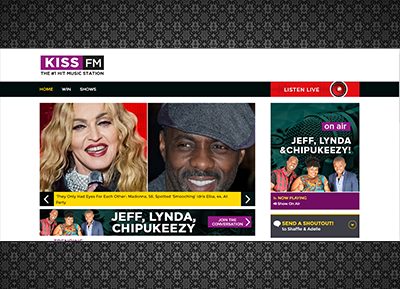 KISS FM
THE #1 HIT MUSIC STATION
HOME WIN SHOWS
LISTEN LIVE
They Only Had Eyes For Each Other: Madonna, 58, Spotted 'Smooching' Idris Elba, 44, At
Party
JEFF, LYNDA,
CHIPUKEEZY
JOIN THE
CONVERSATION
on air
JEFF, LYNDA
&CHIPUKEEZY!
NOW PLAYING
Show On Air
SEND A SHOUTOUT!
to Shaffie & Adelle
TRENDING